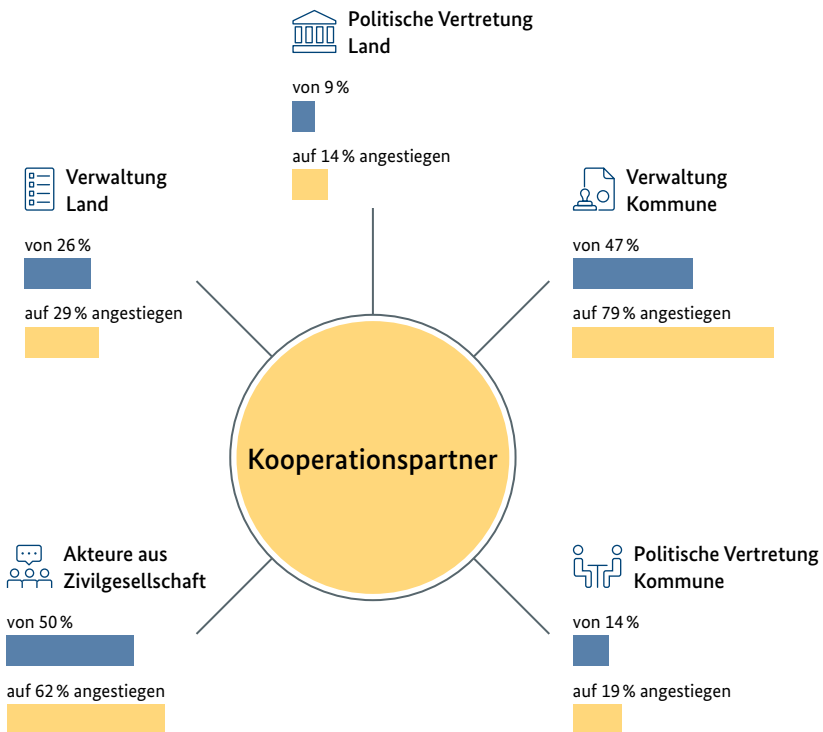 Politische Vertretung
Land
von 9 %
auf 14 % angestiegen
Verwaltung
Land
von 26 %
auf 29 % angestiegen
Verwaltung
Kommune
von 47 %
auf 79 % angestiegen
Kooperationspartner
Akteure aus
Zivilgesellschaft
von 50 %
auf 62 % angestiegen
Politische Vertretung
Kommune
von 14 %
auf 19 % angestiegen